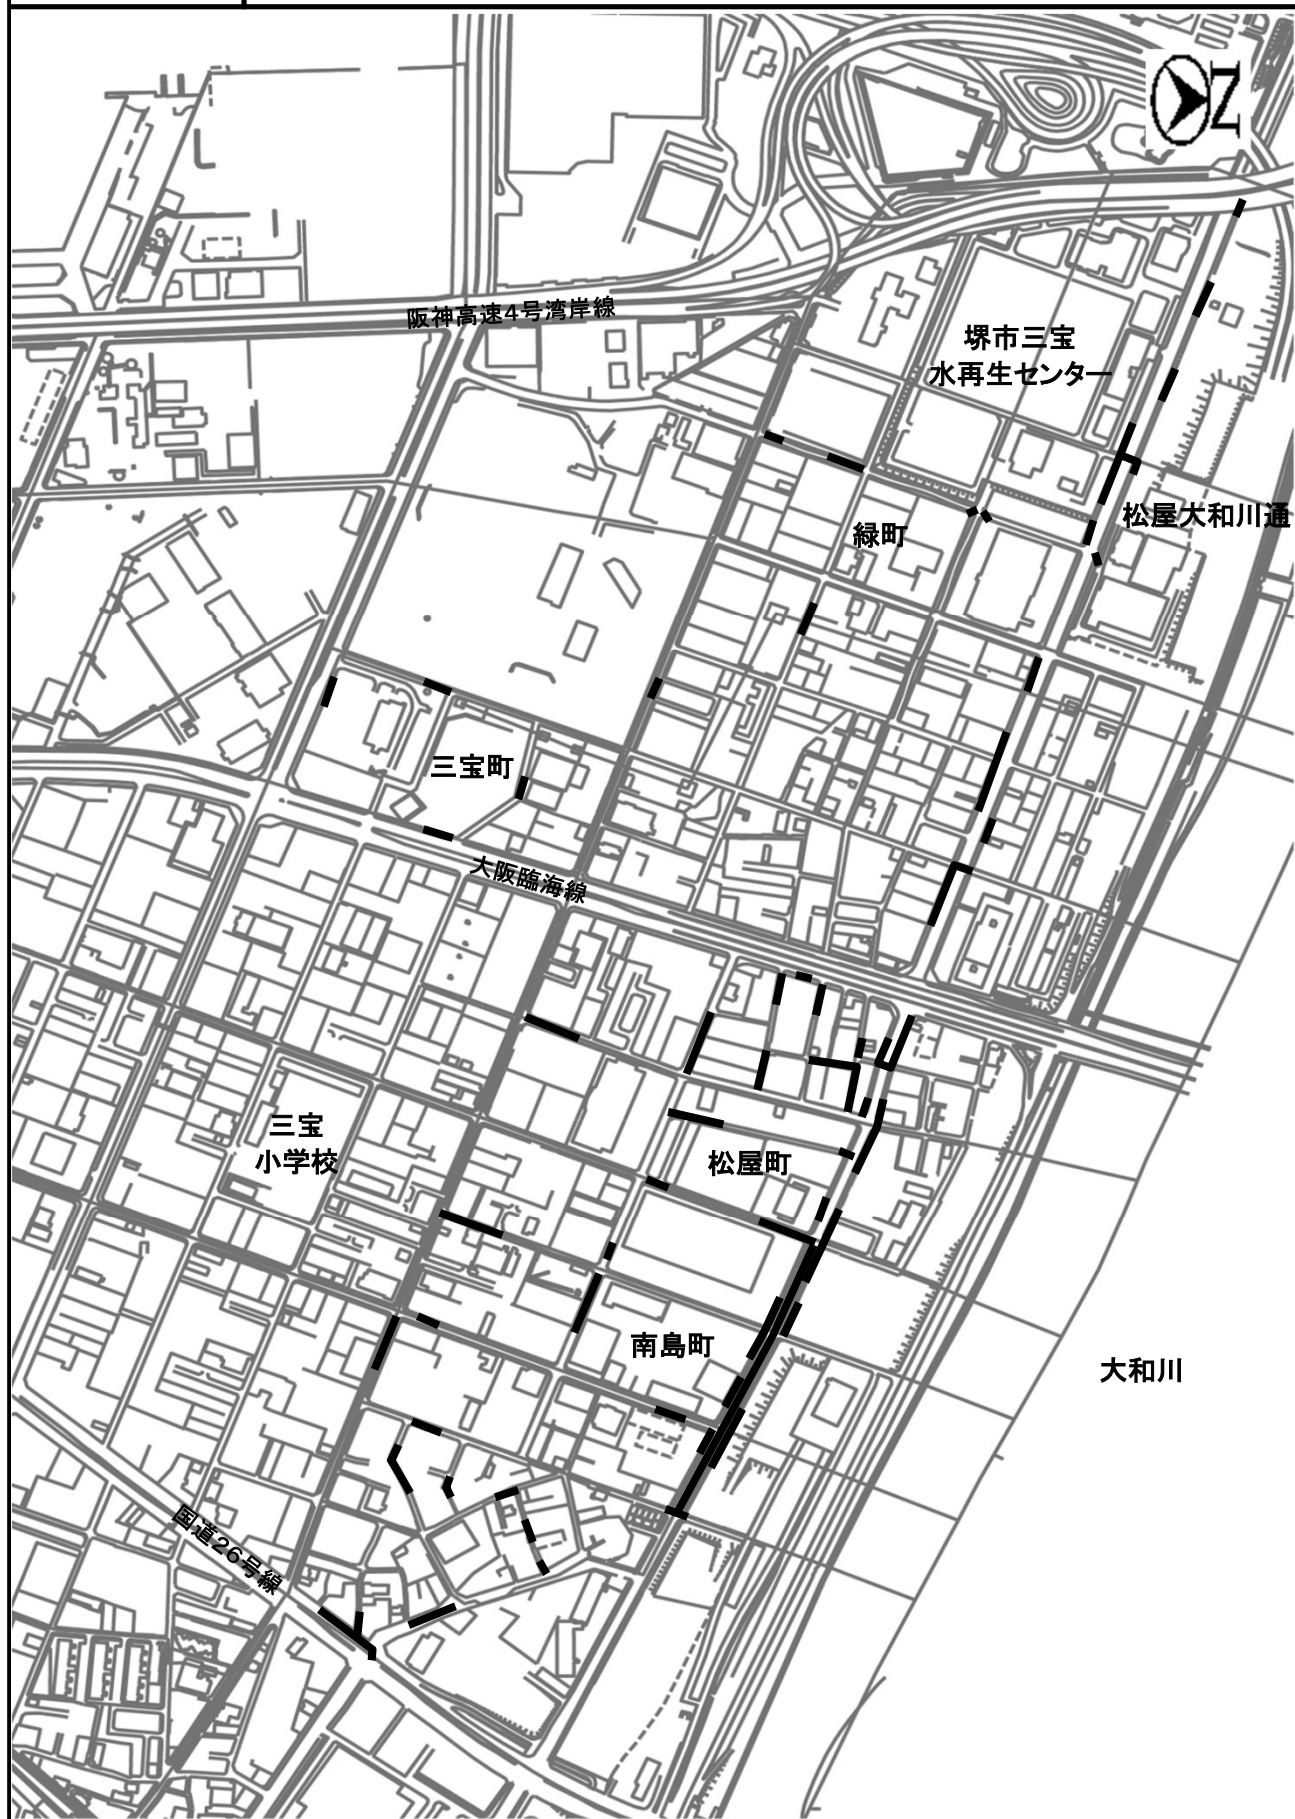 N
阪神高速4号湾岸線
堺市三宝
水再生センター
松屋大和川通
緑町
三宝町
大阪臨海線
三宝
小学校
松屋町
南島町
大和川
国道26号線